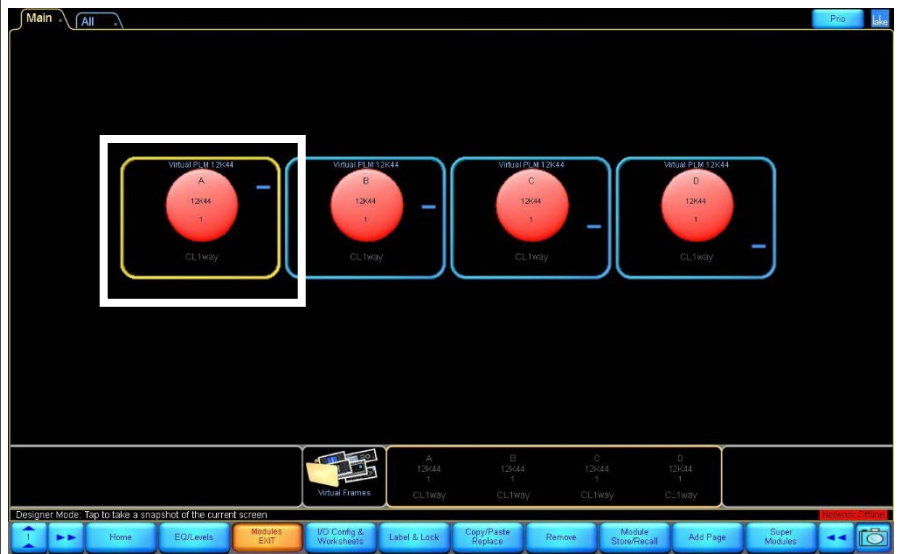 Main
All
Prio
lake
Virtual PLM 12K44
A
12K44
1
CL1way
Virtual PLM 12K44
B
12K44
1
CL1way
Virtual PLM 12K44
C
12K44
1
CL1way
Virtual PLM 12K44
D
12K44
1
CL1way
Virtual Frames
A
12K44
1
CL1way
B
12K44
1
CL1way
C
12K44
1
CL1way
D
12K44
1
CL1way
Designer Mode: Tap to take a snapshot of the current screen
Network Offline
1
Home
EQ/Levels
Modules
EXIT
I/O Config &
Worksheets
Label & Lock
Copy/Paste
Replace
Remove
Module
Store/Recall
Add Page
Super
Modules